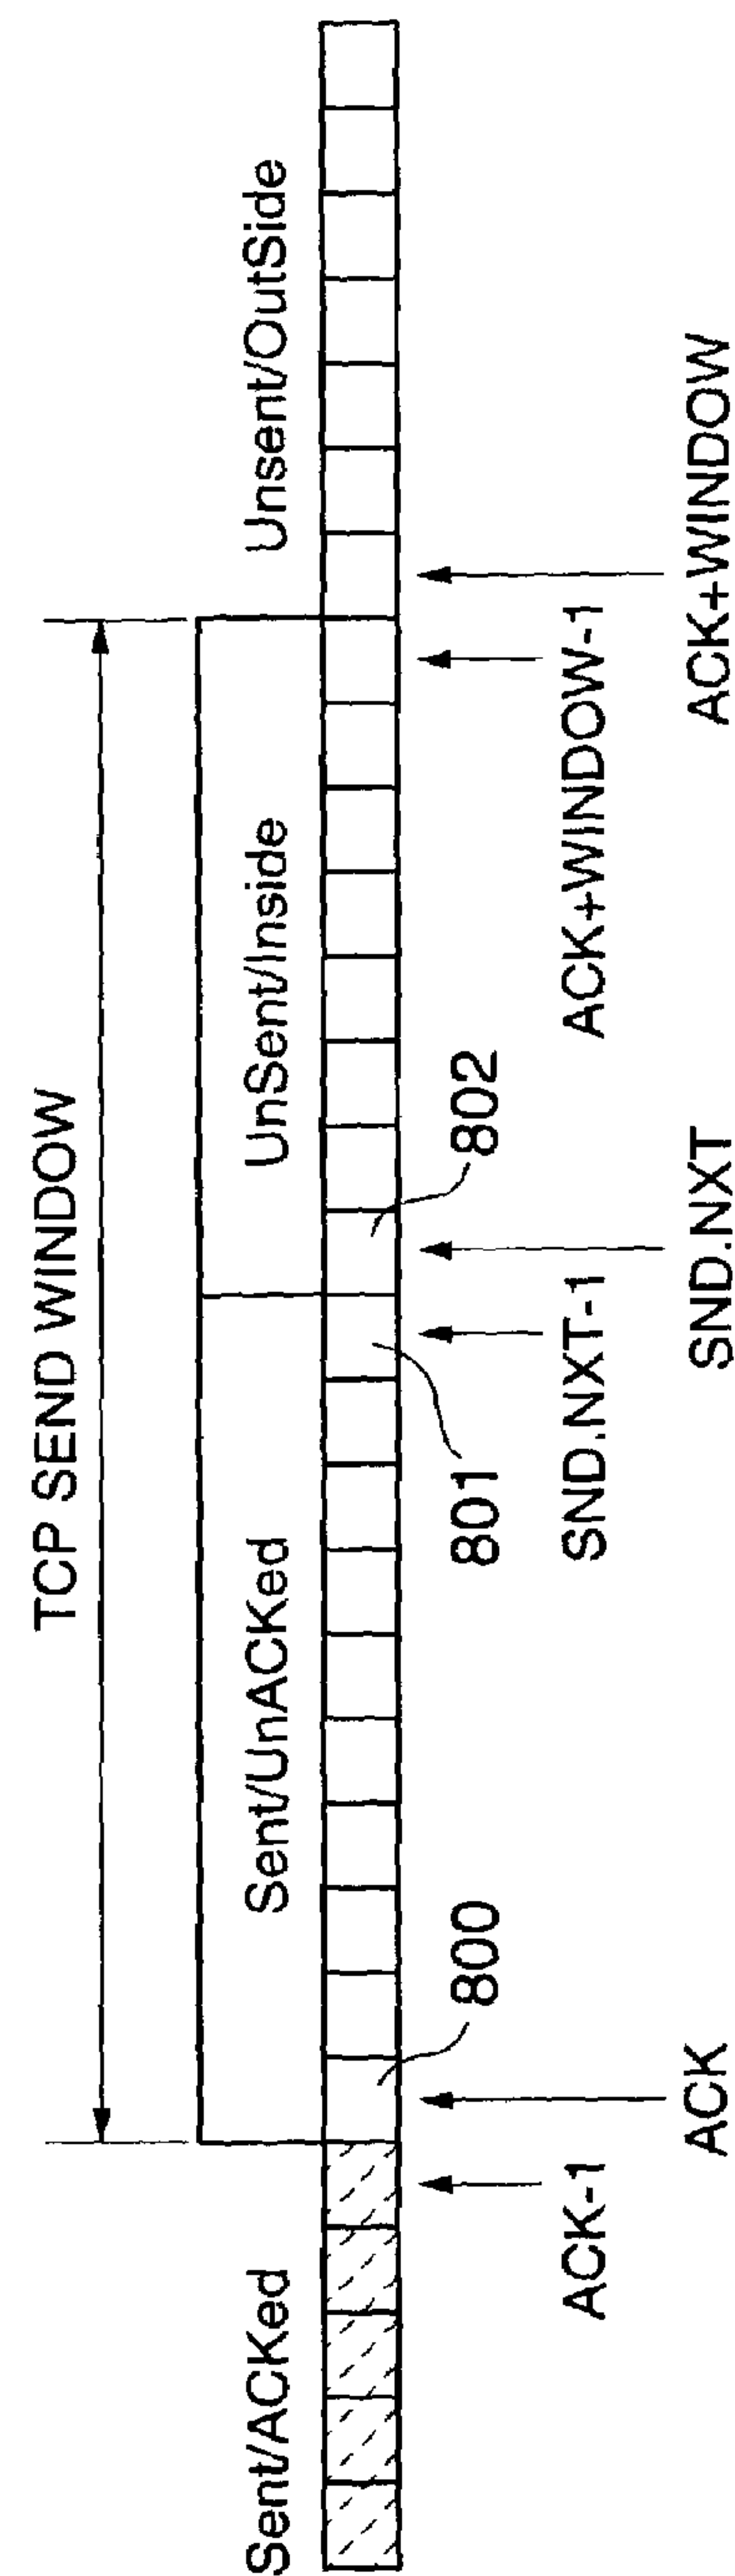 TCP SEND WINDOW
Sent/ACKed
Sent/UnACKed
UnSent/Inside
Unsent/OutSide
800
801
802
ACK-1
SND.NXT-1
ACK+WINDOW-1
ACK
SND.NXT
ACK+WINDOW